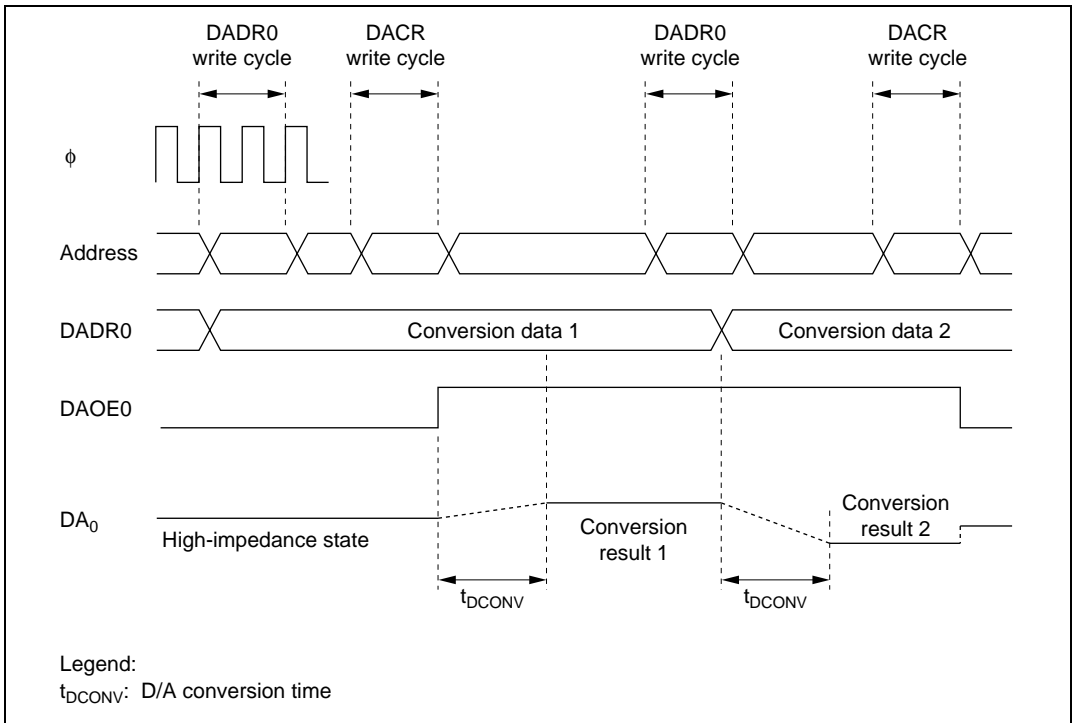 DADR0
write cycle
DACR
write cycle
DADR0
write cycle
DACR
write cycle
ϕ
Address
DADR0
Conversion data 1
Conversion data 2
DAOE0
DA0
High-impedance state
Conversion
result 1
Conversion
result 2
tDCONV
tDCONV
Legend:
tDCONV: D/A conversion time